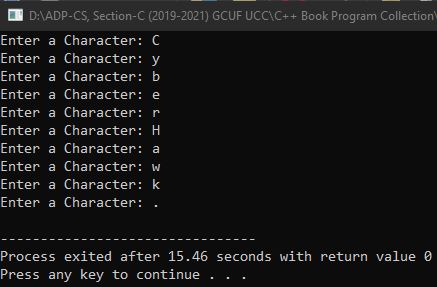 D:\ADP-CS, Section-C (2019-2021) GCUF UCC\C++ Book Program Collection\
Enter a Character: C
Enter a Character: y
Enter a Character: b
Enter a Character: e
Enter a Character: r
Enter a Character: H
Enter a Character: a
Enter a Character: w
Enter a Character: k
Enter a Character: .
--------------------------------
Process exited after 15.46 seconds with return value 0
Press any key to continue . . .